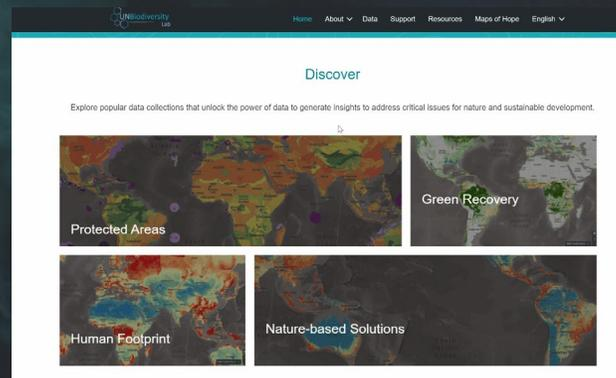 UNBiodiversity
Lab
Home About Data Support Resources Maps of Hope English
Discover
Explore popular data collections that unlock the power of data to generate insights to address critical issues for nature and sustainable development.
Protected Areas
Green Recovery
Human Footprint
Nature-based Solutions